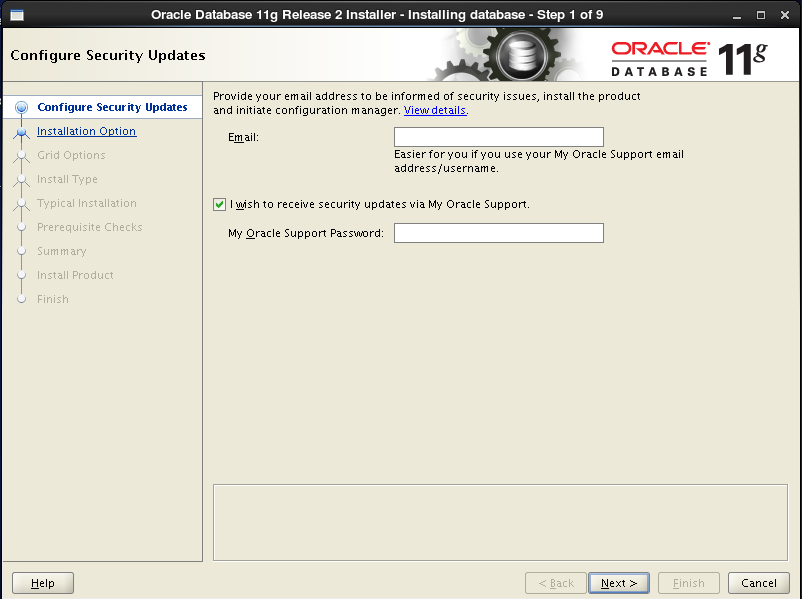 Oracle Database 11g Release 2 Installer - Installing database - Step 1 of 9
Configure Security Updates
ORACLE
DATABASE
11g
Configure Security Updates
Installation Option
Grid Options
Install Type
Typical Installation
Prerequisite Checks
Summary
Install Product
Finish
Provide your email address to be informed of security issues, install the product
and initiate configuration manager. View details.
Email:
Easier for you if you use your My Oracle Support email
address/username.
I wish to receive security updates via My Oracle Support.
My Oracle Support Password:
Help
< Back
Next >
Finish
Cancel